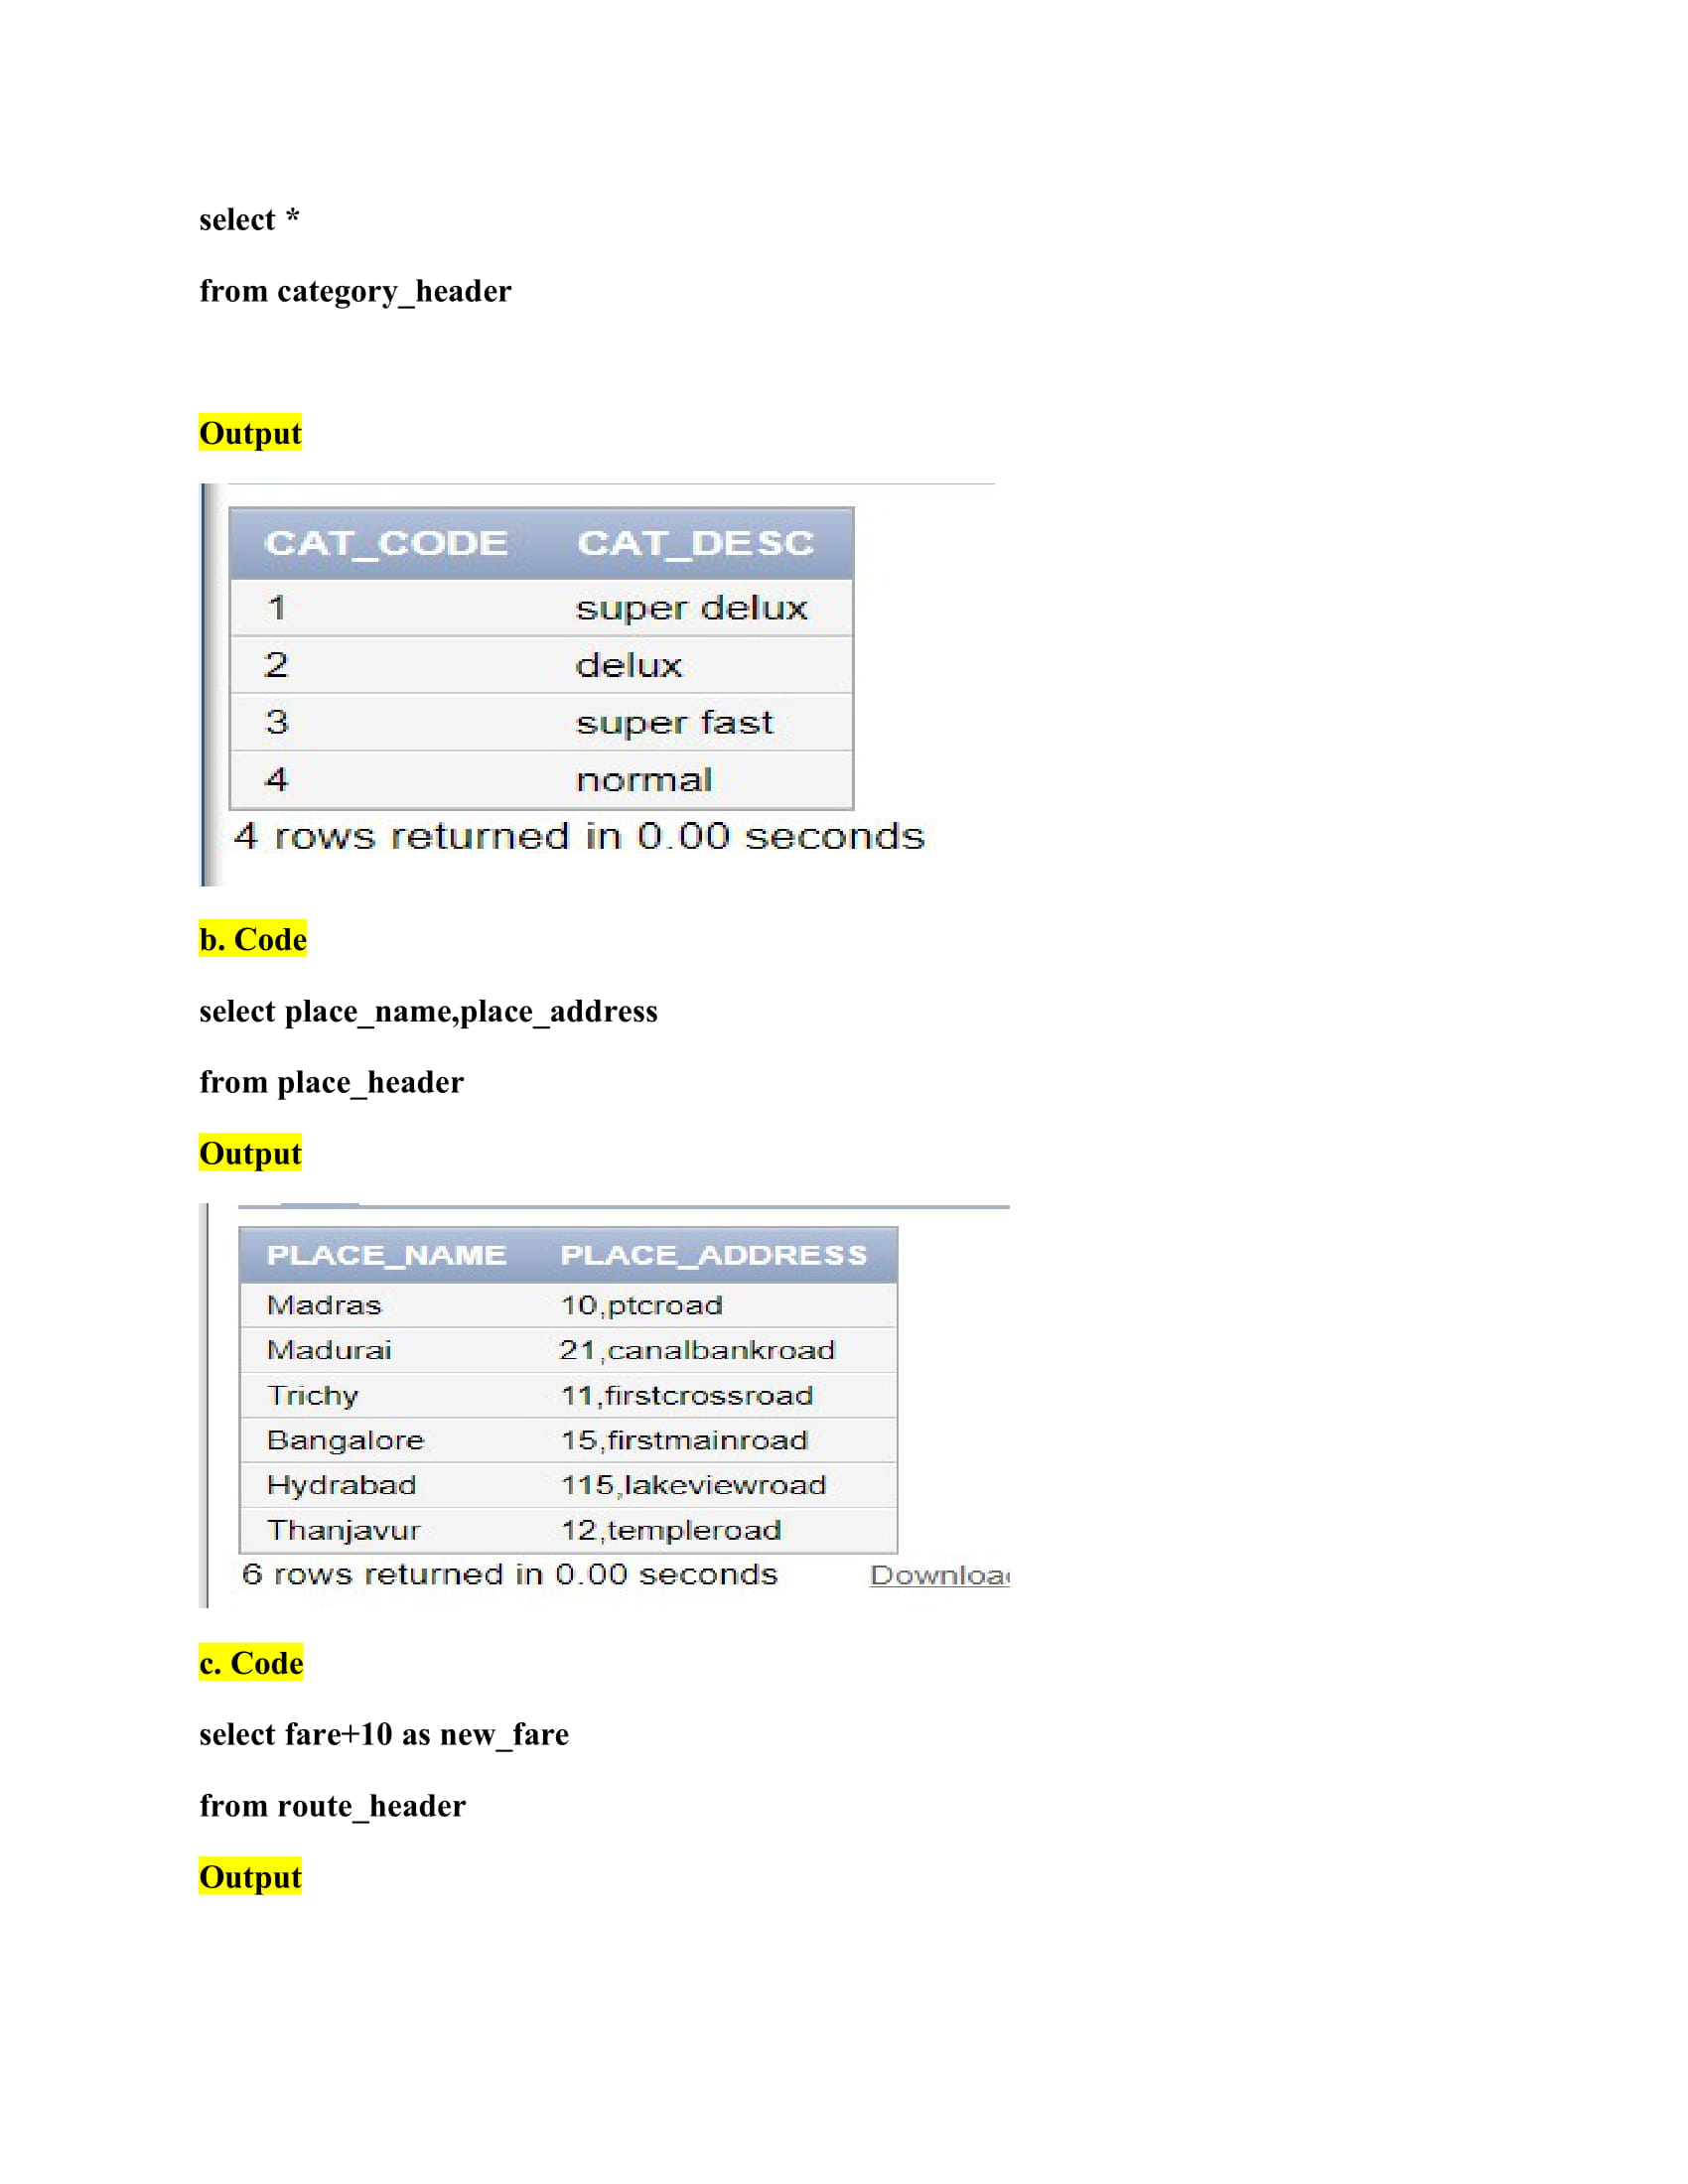 select *
from category_header
Output
CAT_CODE CAT_DESC
1 super delux
2 delux
3 super fast
4 normal
4 rows returned in 0.00 seconds
b. Code
select place_name,place_address
from place_header
Output
PLACE_NAME PLACE_ADDRESS
Madras 10,ptcroad
Madurai 21,canalbankroad
Trichy 11,firstcrossroad
Bangalore 15,firstmainroad
Hydrabad 115,lakeviewroad
Thanjavur 12,templeroad
6 rows returned in 0.00 seconds
c. Code
select fare+10 as new_fare
from route_header
Output